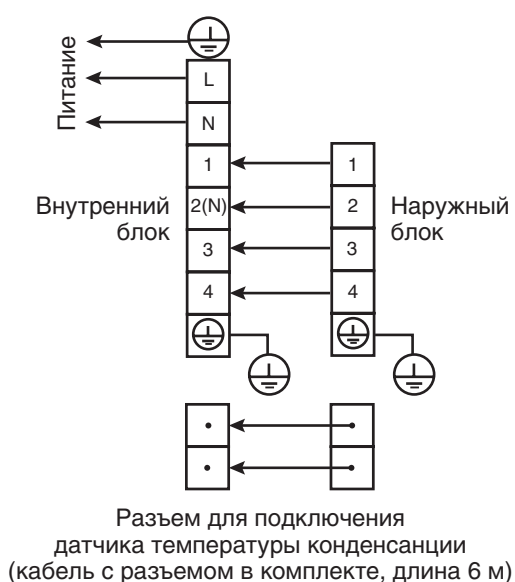 Питание
L
N
1
2(N)
3
4
Внутренний
блок
1
2
3
4
Наружный
блок
Разъем для подключения
датчика температуры конденсации
(кабель с разъемом в комплекте, длина 6 м)